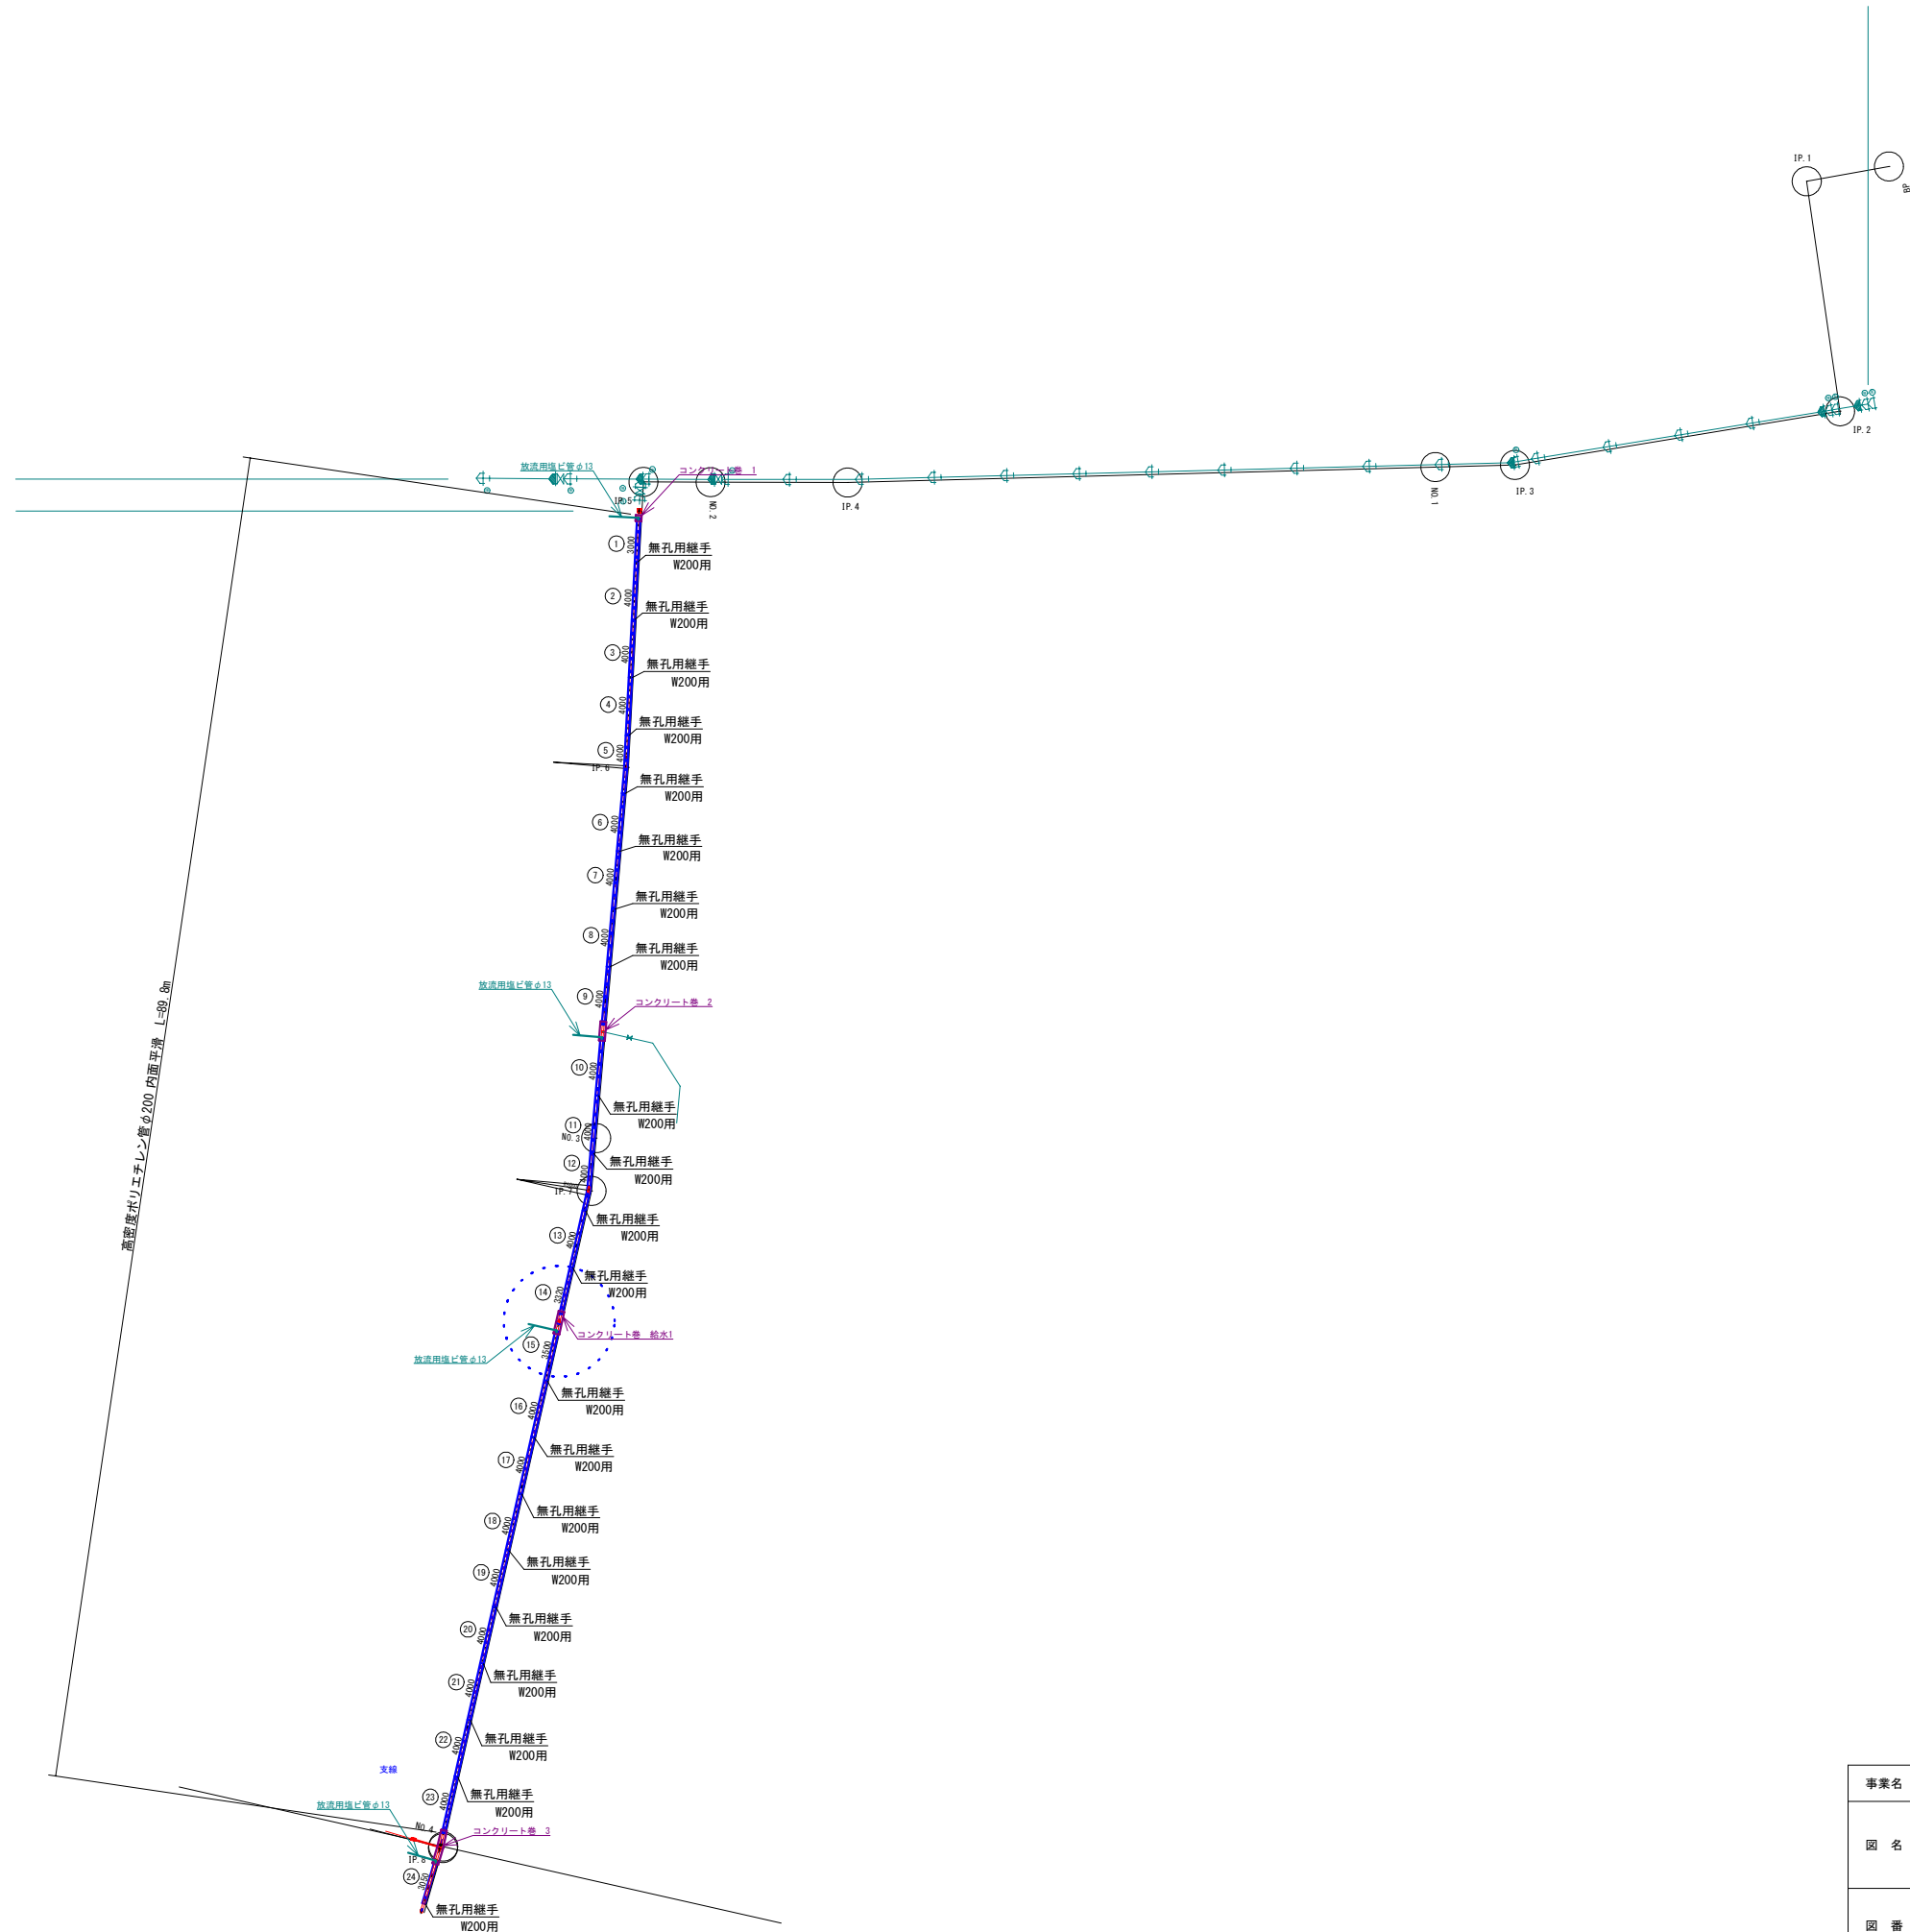 IP.1
BP
IP.2
放流用塩ビ管φ13
コンクリート巻 1
IP.5
NO.2
IP.4
NO.1
IP.3
① 3000
無孔用継手
W200用
② 4000
無孔用継手
W200用
③ 4000
無孔用継手
W200用
④ 4000
無孔用継手
W200用
⑤ 4000
IP.6
無孔用継手
W200用
⑥ 4000
無孔用継手
W200用
⑦ 4000
無孔用継手
W200用
⑧ 4000
無孔用継手
W200用
放流用塩ビ管φ13
⑨ 4000
コンクリート巻 2
高密度ポリエチレン管φ200 内面平滑 L=89.8m
⑩ 4000
無孔用継手
W200用
⑪ 4000
NO.3
⑫ 4000
無孔用継手
W200用
IP.7
無孔用継手
W200用
⑬ 4000
無孔用継手
W200用
⑭ 3320
コンクリート巻 給水1
⑮ 3500
放流用塩ビ管φ13
無孔用継手
W200用
⑯ 4000
無孔用継手
W200用
⑰ 4000
無孔用継手
W200用
⑱ 4000
無孔用継手
W200用
⑲ 4000
無孔用継手
W200用
⑳ 4000
無孔用継手
W200用
㉑ 4000
無孔用継手
W200用
㉒ 4000
支線
無孔用継手
W200用
㉓ 4000
放流用塩ビ管φ13
NO.4
コンクリート巻 3
IP.8
㉔ 3050
無孔用継手
W200用
事業名
図 名
図 番